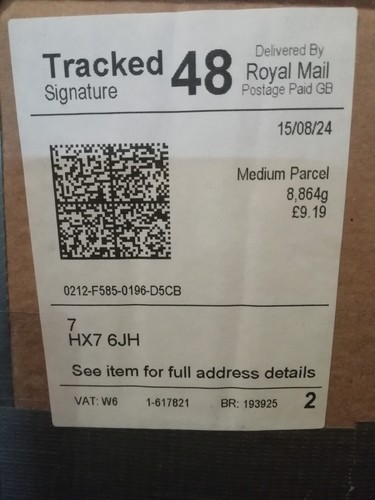 Tracked 48
Signature
Delivered By
Royal Mail
Postage Paid GB
15/08/24
Medium Parcel
8,864g
£9.19
0212-F585-0196-D5CB
7
HX7 6JH
See item for full address details
VAT: W6 1-617821 BR: 193925 2